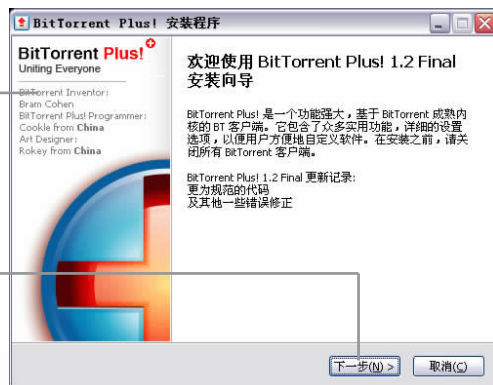 BitTorrent Plus! 安装程序
BitTorrent Plus!
Uniting Everyone
BitTorrent Inventor:
Bram Cohen
BitTorrent Plus! Programmer:
Cookle from China
Art Designer:
Rokey from China
欢迎使用 BitTorrent Plus! 1.2 Final
安装向导
BitTorrent Plus! 是一个功能强大，基于 BitTorrent 成熟内
核的 BT 客户端。它包含了众多实用功能，详细的设置
选项，以便用户方便地自定义软件。在安装之前，请关
闭所有 BitTorrent 客户端。
BitTorrent Plus! 1.2 Final 更新记录:
更为规范的代码
及其他一些错误修正
下一步(N) >
取消(C)